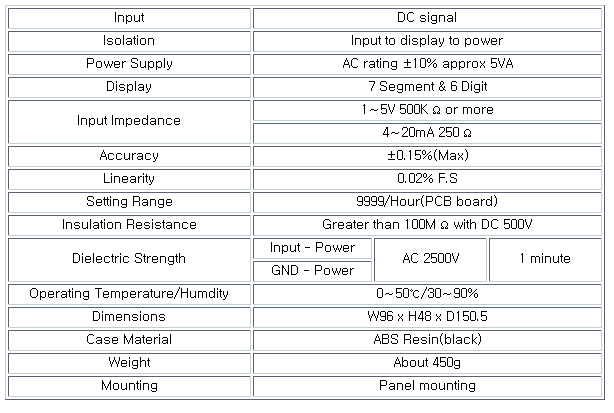 Input DC signal
Isolation Input to display to power
Power Supply AC rating ±10% approx 5VA
Display 7 Segment & 6 Digit
Input Impedance 1~5V 500K Ω or more
4~20mA 250 Ω
Accuracy ±0.15%(Max)
Linearity 0.02% F.S
Setting Range 9999/Hour(PCB board)
Insulation Resistance Greater than 100M Ω with DC 500V
Dielectric Strength Input - Power AC 2500V 1 minute
GND - Power
Operating Temperature/Humdity 0~50℃/30~90%
Dimensions W96 x H48 x D150.5
Case Material ABS Resin(black)
Weight About 450g
Mounting Panel mounting